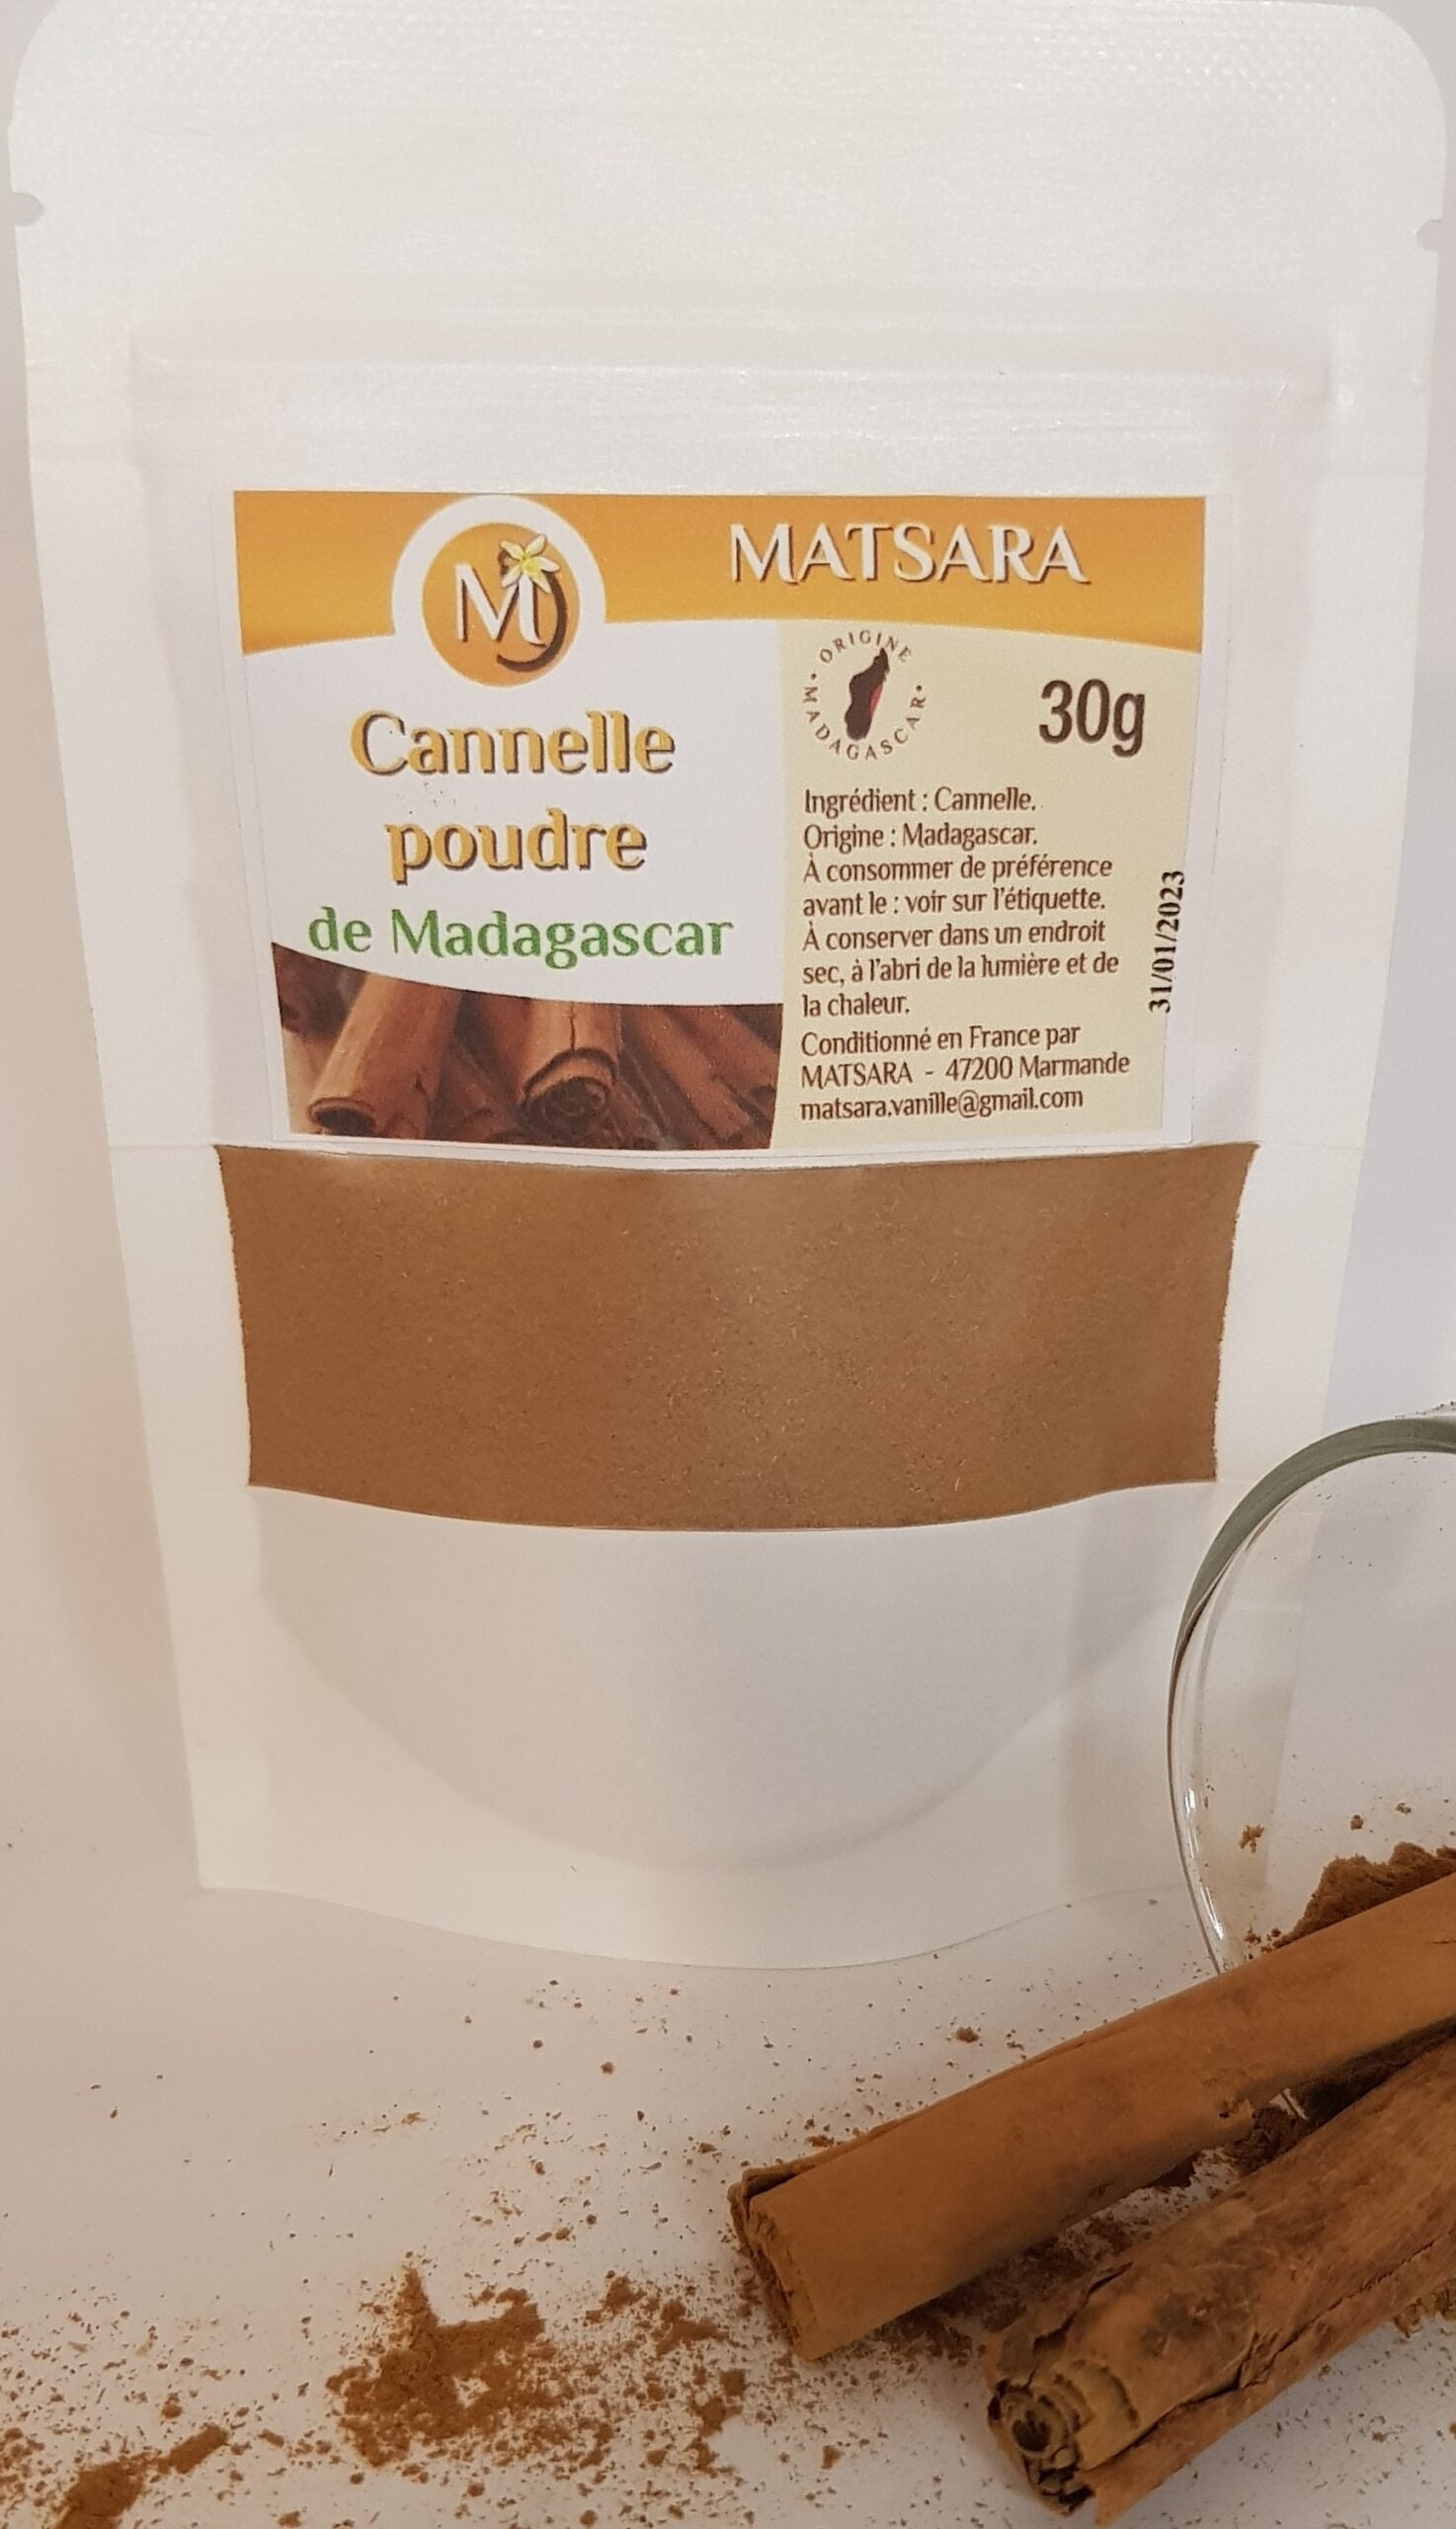 MATSARA
M
Cannelle
poudre
de Madagascar
ORIGINE
MADAGASCAR
30g
Ingrédient : Cannelle.
Origine : Madagascar.
À consommer de préférence
avant le : voir sur l'étiquette.
À conserver dans un endroit
sec, à l'abri de la lumière et de
la chaleur.
Conditionné en France par
MATSARA - 47200 Marmande
matsara.vanille@gmail.com
31/01/2023